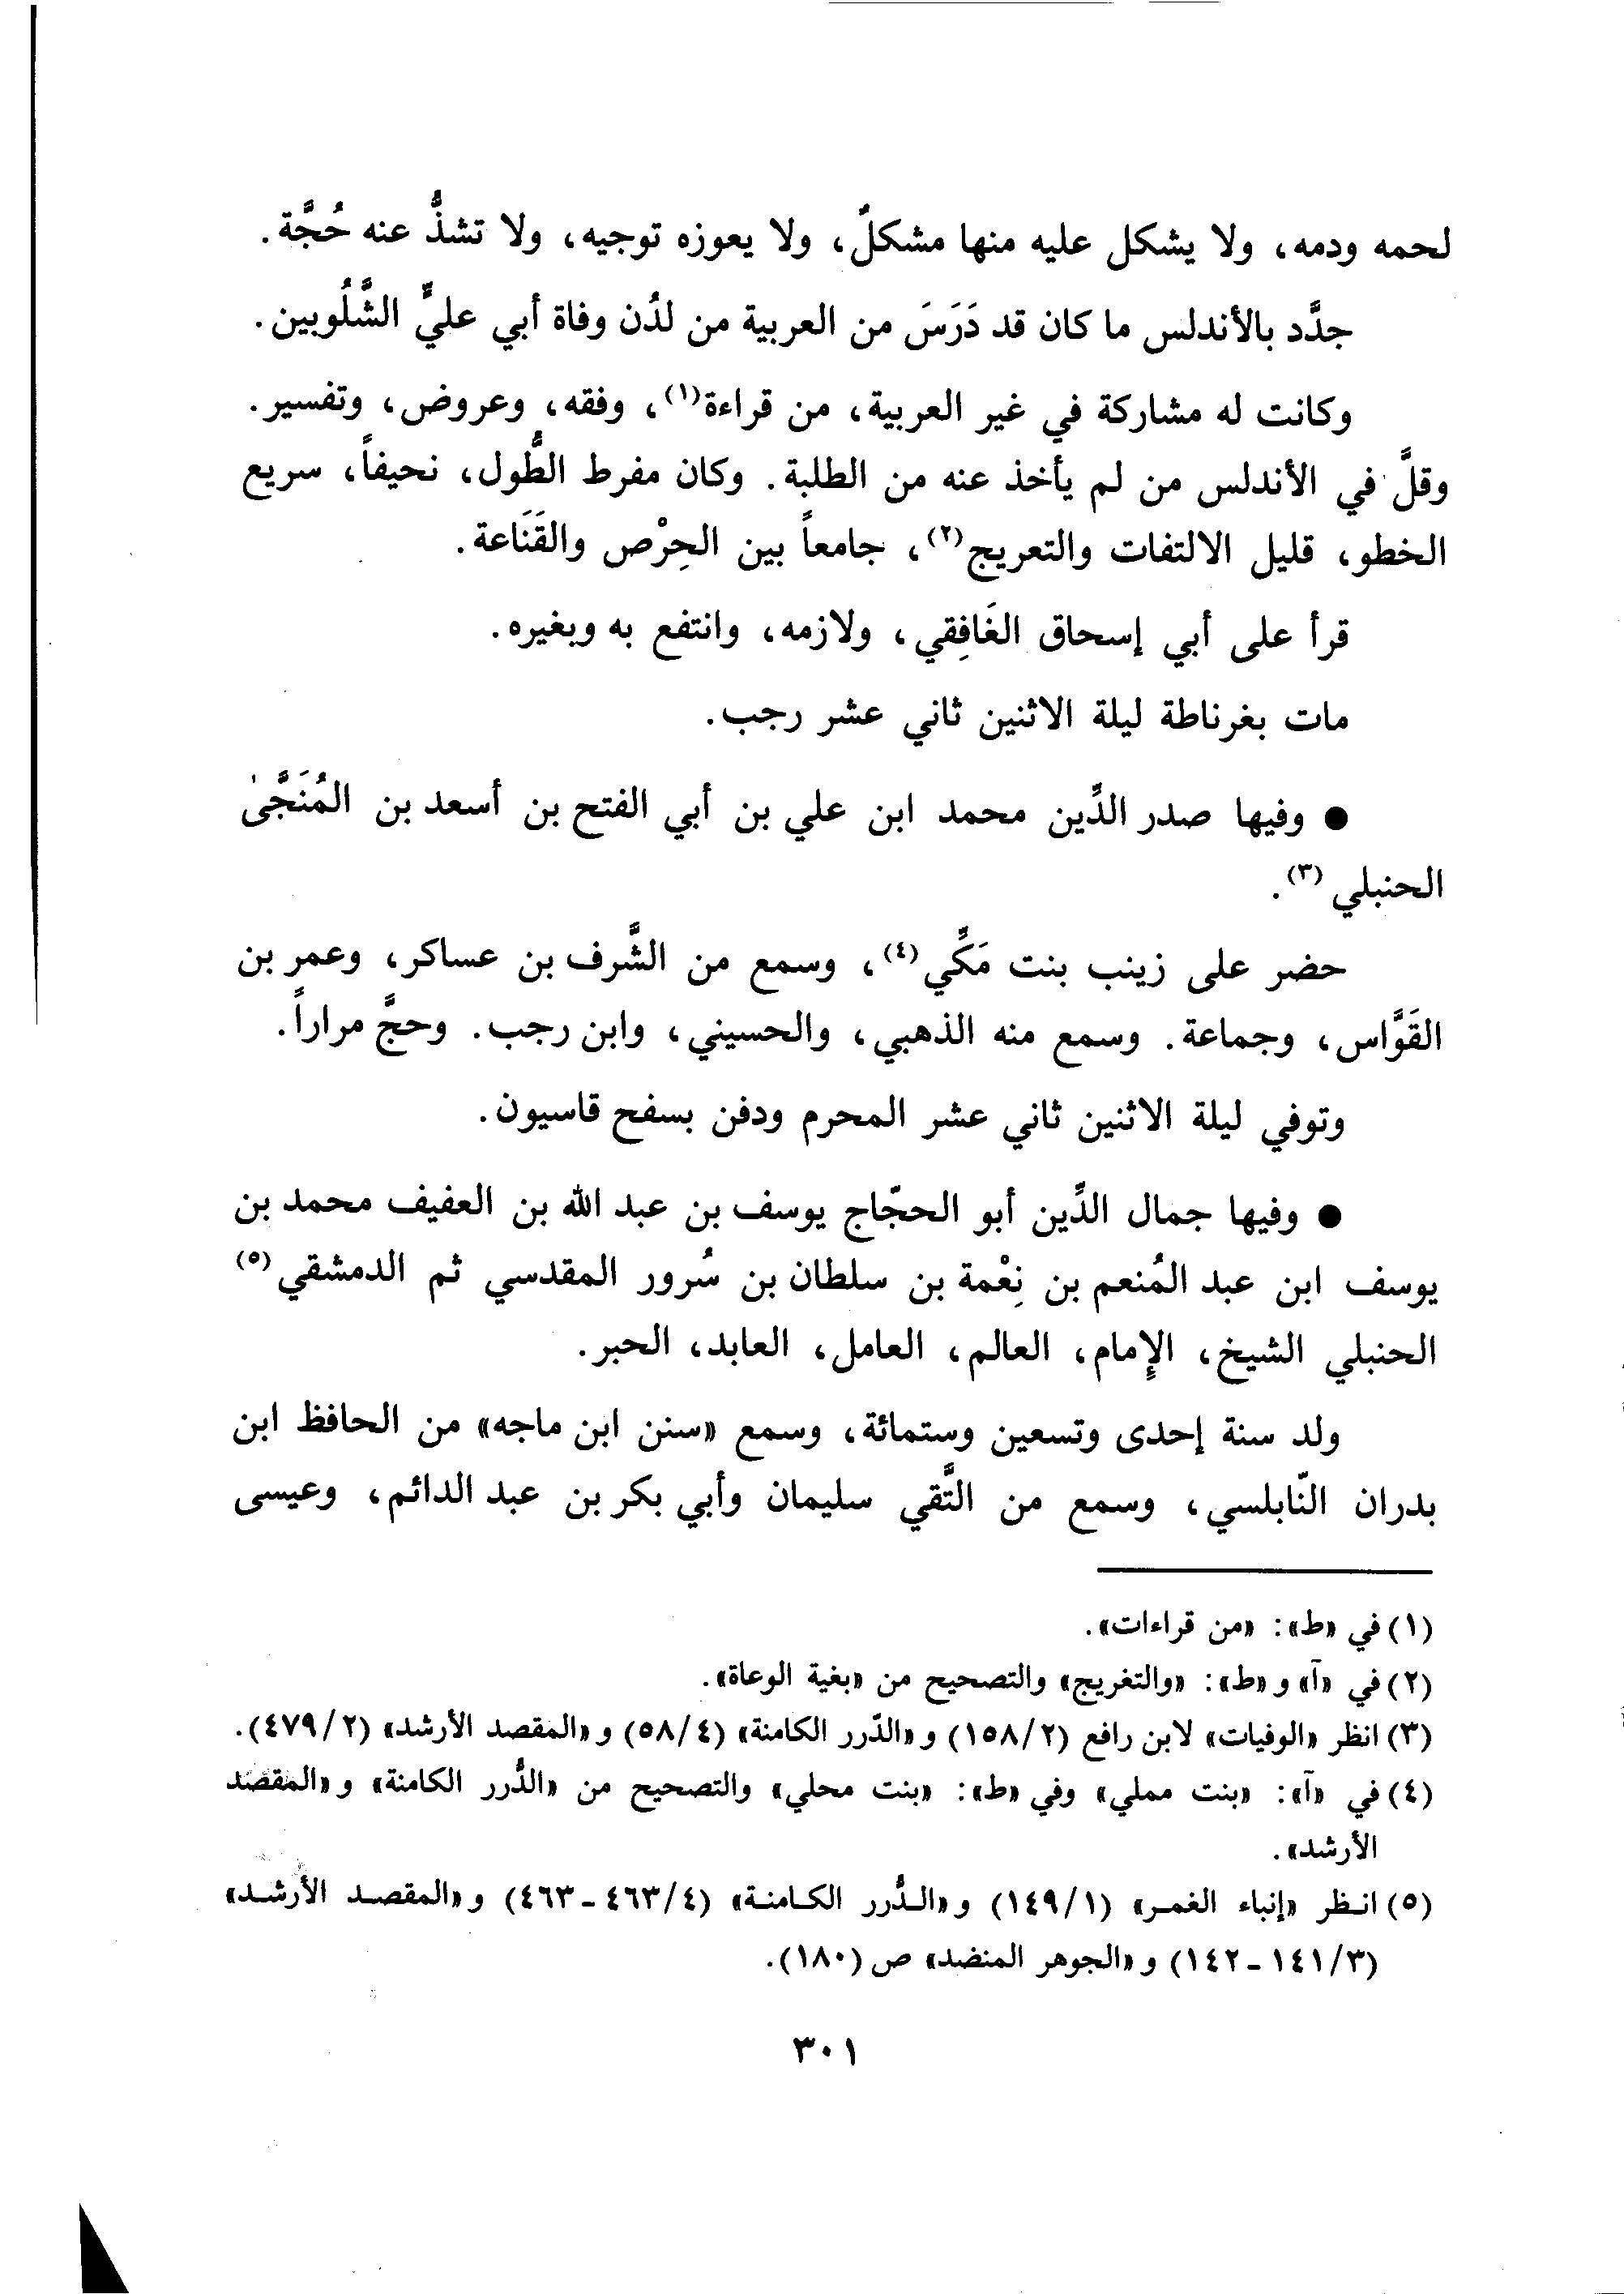 لحمه ودمه، ولا يشكل عليه منها مشكلٌ، ولا يعوزه توجيه، ولا تشذُّ عنه حُجَّة.
جدَّد بالأندلس ما كان قد دَرَسَ من العربية من لدُن وفاة أبي عليٍّ الشَّلُوبين.
وكانت له مشاركة في غير العربية، من قراءة(١)، وفقه، وعروض، وتفسير.
وقلَّ في الأندلس من لم يأخذ عنه من الطلبة. وكان مفرط الطُّول، نحيفاً، سريع
الخطو، قليل الالتفات والتعريج(٢)، جامعاً بين الحِرْص والقَنَاعة.
قرأ على أبي إسحاق الغَافِقي، ولازمه، وانتفع به وبغيره.
مات بغرناطة ليلة الاثنين ثاني عشر رجب.
● وفيها صدر الدِّين محمد ابن علي بن أبي الفتح بن أسعد بن المُنَجَّىٰ
الحنبلي(٣).
حضر على زينب بنت مَكِّي(٤)، وسمع من الشَّرف بن عساكر، وعمر بن
القَوَّاس، وجماعة. وسمع منه الذهبي، والحسيني، وابن رجب. وحجَّ مراراً.
وتوفي ليلة الاثنين ثاني عشر المحرم ودفن بسفح قاسيون.
● وفيها جمال الدِّين أبو الحجّاج يوسف بن عبد الله بن العفيف محمد بن
يوسف ابن عبد المُنعم بن نِعْمة بن سلطان بن سُرور المقدسي ثم الدمشقي(٥)
الحنبلي الشيخ، الإِمام، العالم، العامل، العابد، الحبر.
ولد سنة إحدى وتسعين وستمائة، وسمع «سنن ابن ماجه» من الحافظ ابن
بدران النّابلسي، وسمع من التَّقي سليمان وأبي بكر بن عبد الدائم، وعيسى
(١) في «ط»: «من قراءات».
(٢) في «آ» و«ط»: «والتغريج» والتصحيح من «بغية الوعاة».
(٣) انظر «الوفيات» لابن رافع (١٥٨/٢) و«الدّرر الكامنة» (٥٨/٤) و«المقصد الأرشد» (٤٧٩/٢).
(٤) في «آ»: «بنت مملي» وفي «ط»: «بنت محلي» والتصحيح من «الدُّرر الكامنة» و«المقصد
الأرشد».
(٥) انظر «إنباء الغمر» (١٤٩/١) و«الدُّرر الكامنة» (٤٦٣/٤ - ٤٦٣) و«المقصد الأرشد»
(١٤١/٣ - ١٤٢) و«الجوهر المنضد» ص (١٨٠).
٣٠١